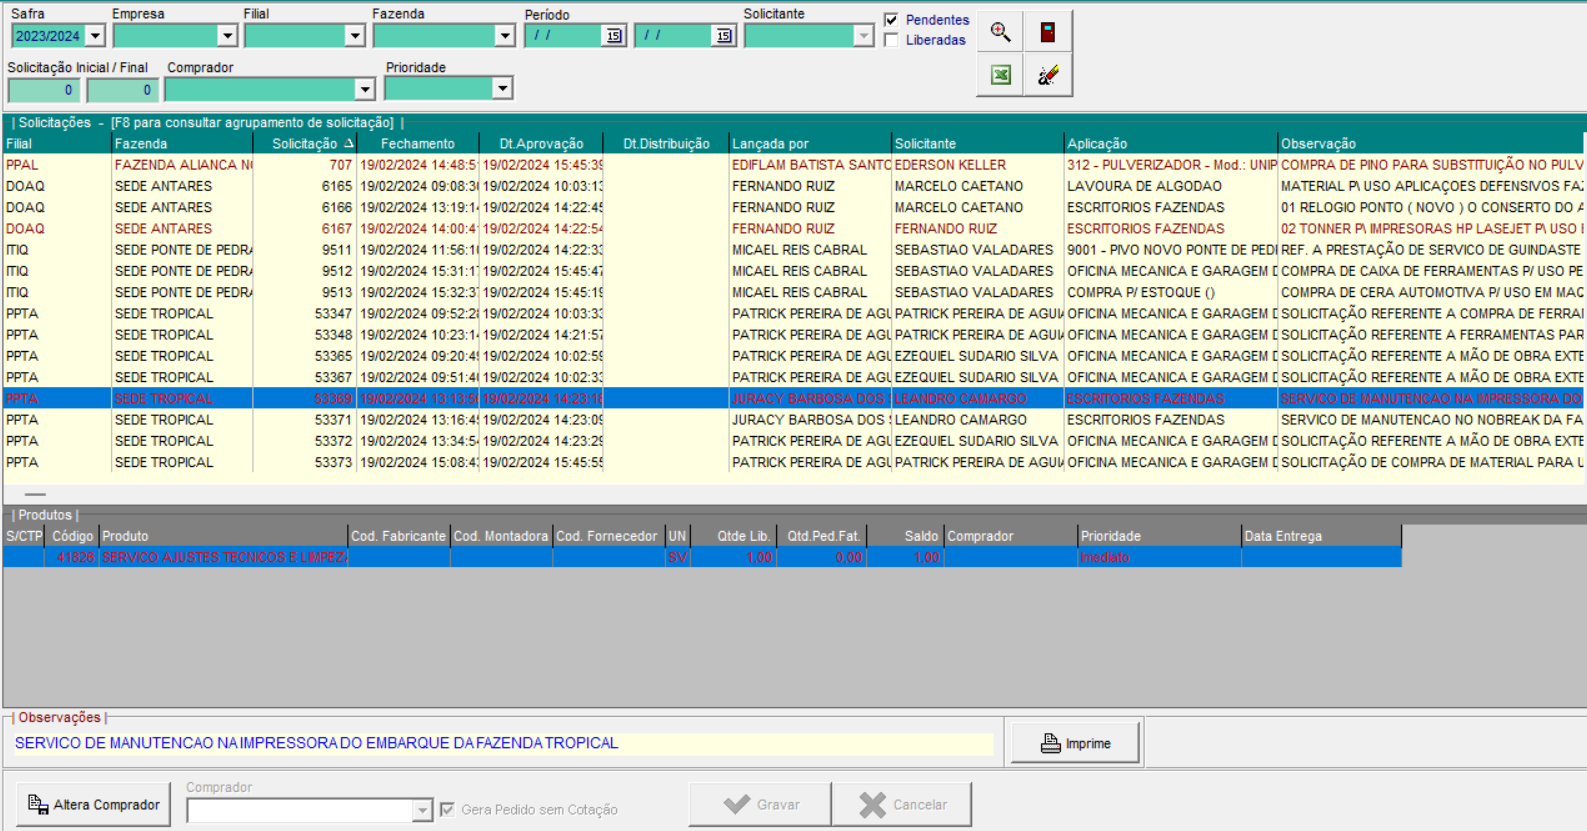 Safra Empresa Filial Fazenda Período Solicitante
2023/2024 / / 15 / / 15 Pendentes
Liberadas
Solicitação Inicial / Final Comprador Prioridade
0 0
| Solicitações - [F8 para consultar agrupamento de solicitação] |
Filial Fazenda Solicitação Fechamento Dt.Aprovação Dt.Distribuição Lançada por Solicitante Aplicação Observação
PPAL FAZENDA ALIANCA 707 19/02/2024 14:48:5 19/02/2024 15:45:39 EDIFLAM BATISTA SANTO EDERSON KELLER 312 - PULVERIZADOR - Mod.: UNIP COMPRA DE PINO PARA SUBSTITUIÇÃO NO PULV
DOAQ SEDE ANTARES 6165 19/02/2024 09:08:3 19/02/2024 10:03:13 FERNANDO RUIZ MARCELO CAETANO LAVOURA DE ALGODAO MATERIAL P\ USO APLICAÇOES DEFENSIVOS FAZ
DOAQ SEDE ANTARES 6166 19/02/2024 13:19:1 19/02/2024 14:22:45 FERNANDO RUIZ MARCELO CAETANO ESCRITORIOS FAZENDAS 01 RELOGIO PONTO ( NOVO ) O CONSERTO DO
DOAQ SEDE ANTARES 6167 19/02/2024 14:00:4 19/02/2024 14:22:54 FERNANDO RUIZ FERNANDO RUIZ ESCRITORIOS FAZENDAS 02 TONNER P\ IMPRESORAS HP LASEJET P\ USO
ITIQ SEDE PONTE DE PEDRA 9511 19/02/2024 11:56:1 19/02/2024 14:22:33 MICAEL REIS CABRAL SEBASTIAO VALADARES 9001 - PIVO NOVO PONTE DE PED REF. A PRESTAÇÃO DE SERVICO DE GUINDASTE
ITIQ SEDE PONTE DE PEDRA 9512 19/02/2024 15:31:1 19/02/2024 15:45:47 MICAEL REIS CABRAL SEBASTIAO VALADARES OFICINA MECANICA E GARAGEM D COMPRA DE CAIXA DE FERRAMENTAS P/ USO PE
ITIQ SEDE PONTE DE PEDRA 9513 19/02/2024 15:32:3 19/02/2024 15:45:19 MICAEL REIS CABRAL SEBASTIAO VALADARES COMPRA P/ ESTOQUE () COMPRA DE CERA AUTOMOTIVA P/ USO EM MAQ
PPTA SEDE TROPICAL 53347 19/02/2024 09:52:2 19/02/2024 10:03:33 PATRICK PEREIRA DE AGU PATRICK PEREIRA DE AGUIA OFICINA MECANICA E GARAGEM D SOLICITAÇÃO REFERENTE A COMPRA DE FERRAI
PPTA SEDE TROPICAL 53348 19/02/2024 10:23:1 19/02/2024 14:21:57 PATRICK PEREIRA DE AGU PATRICK PEREIRA DE AGUIA OFICINA MECANICA E GARAGEM D SOLICITAÇÃO REFERENTE A FERRAMENTAS PAR
PPTA SEDE TROPICAL 53365 19/02/2024 09:20:4 19/02/2024 10:02:59 PATRICK PEREIRA DE AGU EZEQUIEL SUDARIO SILVA OFICINA MECANICA E GARAGEM D SOLICITAÇÃO REFERENTE A MÃO DE OBRA EXTE
PPTA SEDE TROPICAL 53367 19/02/2024 09:51:4 19/02/2024 10:02:33 PATRICK PEREIRA DE AGU EZEQUIEL SUDARIO SILVA OFICINA MECANICA E GARAGEM D SOLICITAÇÃO REFERENTE A MÃO DE OBRA EXTE
PPTA SEDE TROPICAL 53369 19/02/2024 13:13:5 19/02/2024 14:23:18 JURACY BARBOSA DOS LEANDRO CAMARGO ESCRITORIOS FAZENDAS SERVICO DE MANUTENCAO NA IMPRESSORA DO
PPTA SEDE TROPICAL 53371 19/02/2024 13:16:4 19/02/2024 14:23:09 JURACY BARBOSA DOS LEANDRO CAMARGO ESCRITORIOS FAZENDAS SERVICO DE MANUTENCAO NO NOBREAK DA FA
PPTA SEDE TROPICAL 53372 19/02/2024 13:34:5 19/02/2024 14:23:29 PATRICK PEREIRA DE AGU EZEQUIEL SUDARIO SILVA OFICINA MECANICA E GARAGEM D SOLICITAÇÃO REFERENTE A MÃO DE OBRA EXTE
PPTA SEDE TROPICAL 53373 19/02/2024 15:08:4 19/02/2024 15:45:55 PATRICK PEREIRA DE AGU PATRICK PEREIRA DE AGUIA OFICINA MECANICA E GARAGEM D SOLICITAÇÃO DE COMPRA DE MATERIAL PARA U
| Produtos |
S/CTP Código Produto Cod. Fabricante Cod. Montadora Cod. Fornecedor UN Qtde Lib. Qtd.Ped.Fat. Saldo Comprador Prioridade Data Entrega
41826 SERVICO AJUSTES TECNICOS E LIMPEZ SV 1,00 0,00 1,00 Imediato
| Observações |
SERVICO DE MANUTENCAO NA IMPRESSORA DO EMBARQUE DA FAZENDA TROPICAL
Imprime
Altera Comprador Comprador Gera Pedido sem Cotação Gravar Cancelar